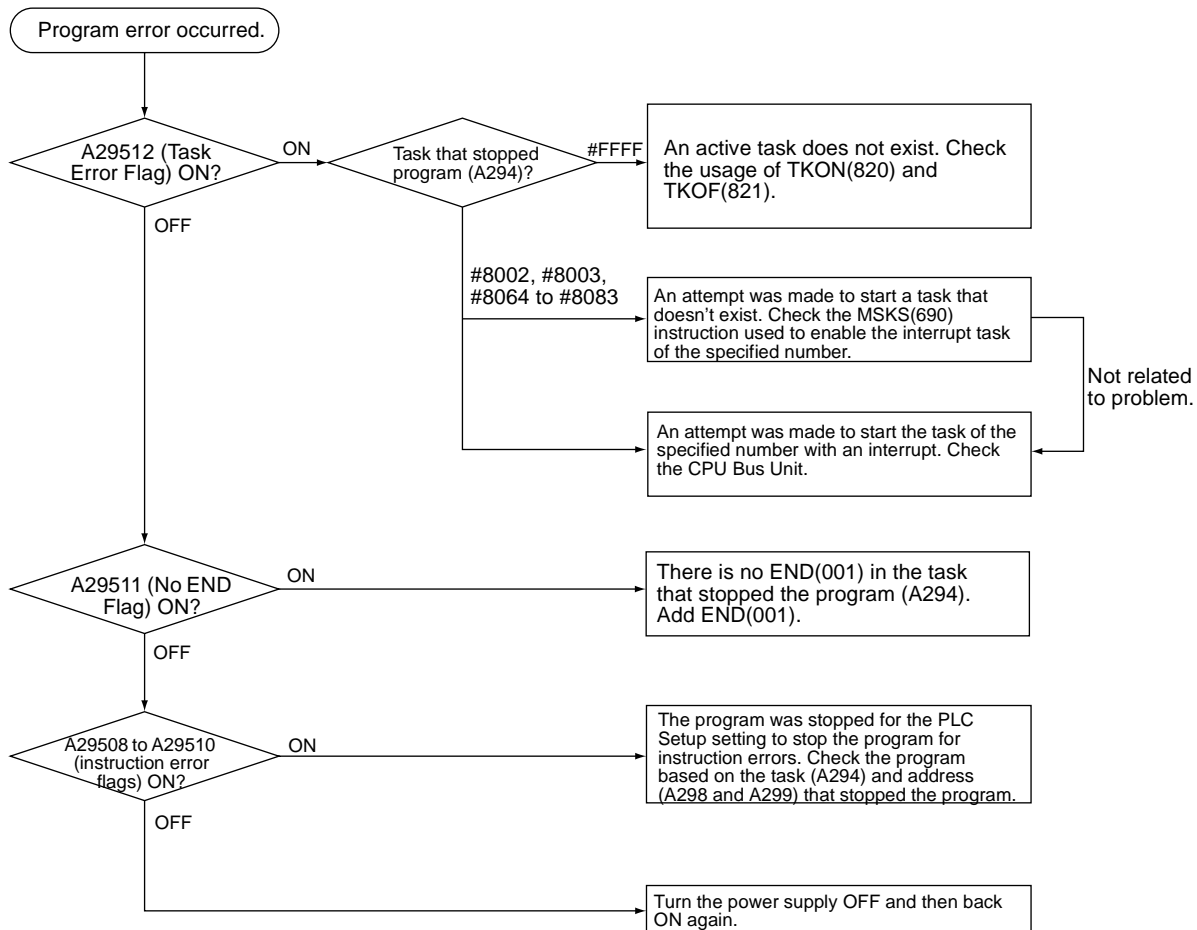 Program error occurred.
A29512 (Task
Error Flag) ON?
ON
Task that stopped
program (A294)?
#FFFF
An active task does not exist. Check
the usage of TKON(820) and
TKOF(821).
OFF
#8002, #8003,
#8064 to #8083
An attempt was made to start a task that
doesn't exist. Check the MSKS(690)
instruction used to enable the interrupt task
of the specified number.
Not related
to problem.
An attempt was made to start the task of the
specified number with an interrupt. Check
the CPU Bus Unit.
A29511 (No END
Flag) ON?
ON
There is no END(001) in the task
that stopped the program (A294).
Add END(001).
OFF
A29508 to A29510
(instruction error
flags) ON?
ON
The program was stopped for the PLC
Setup setting to stop the program for
instruction errors. Check the program
based on the task (A294) and address
(A298 and A299) that stopped the program.
OFF
Turn the power supply OFF and then back
ON again.